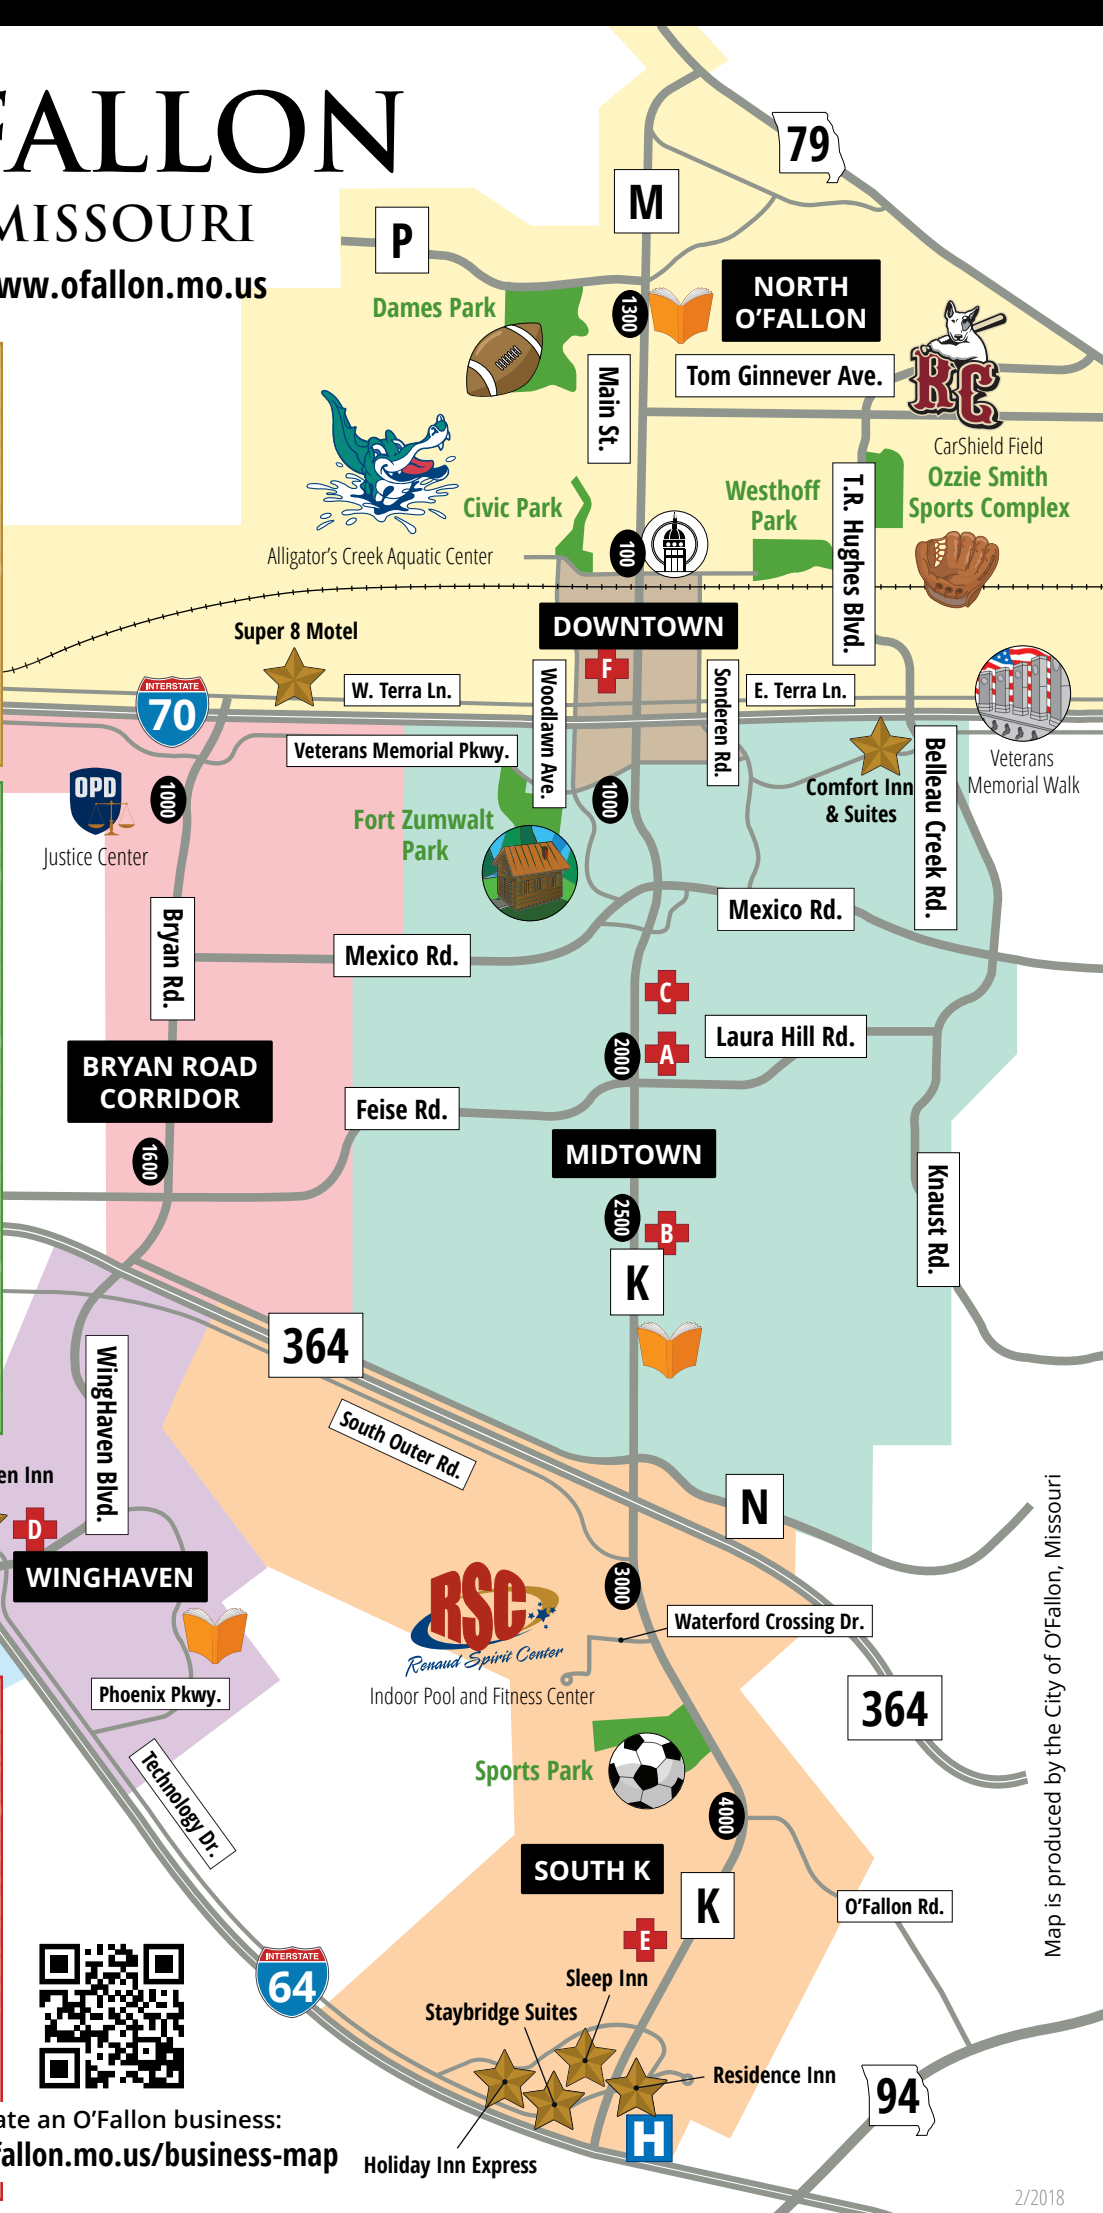 FALLON
MISSOURI
ww.ofallon.mo.us
79
M
P
NORTH
O'FALLON
Dames Park
1300
Main St.
Tom Ginnever Ave.
RC
CarShield Field
Ozzie Smith
Sports Complex
Westhoff
Park
T.R. Hughes Blvd.
Civic Park
Alligator's Creek Aquatic Center
100
DOWNTOWN
Super 8 Motel
F
INTERSTATE
70
W. Terra Ln.
Woodlawn Ave.
Sonderen Rd.
E. Terra Ln.
Veterans Memorial Pkwy.
Veterans
Memorial Walk
Comfort Inn
& Suites
Belleau Creek Rd.
OPD
Justice Center
1000
1000
Fort Zumwalt
Park
Mexico Rd.
Bryan Rd.
Mexico Rd.
C
2000
A
Laura Hill Rd.
BRYAN ROAD
CORRIDOR
Feise Rd.
1600
MIDTOWN
2500
B
K
Knaust Rd.
364
WingHaven Blvd.
South Outer Rd.
en Inn
D
N
WINGHAVEN
3000
RSC
Renaud Spirit Center
Indoor Pool and Fitness Center
Waterford Crossing Dr.
Phoenix Pkwy.
364
Sports Park
Technology Dr.
4000
SOUTH K
K
O'Fallon Rd.
E
Sleep Inn
INTERSTATE
64
Staybridge Suites
Residence Inn
94
H
Holiday Inn Express
ate an O'Fallon business:
fallon.mo.us/business-map
Map is produced by the City of O'Fallon, Missouri
2/2018